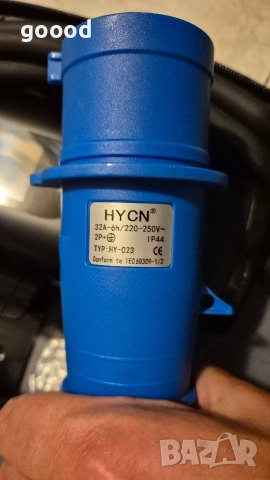 goood
HYCN®
32A-6h/220-250V~
2P+⏚ IP44
TYP:HY-023 CE
Conform to IEC60309-1/2
BAZAR